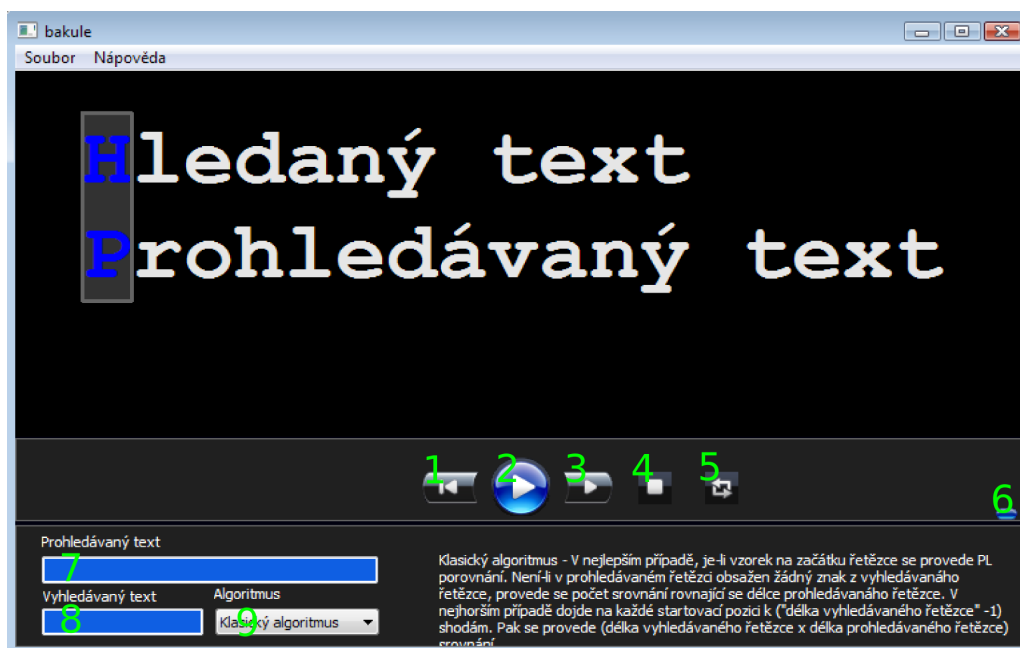 bakule
Soubor Nápověda
Hledaný text
Prohledávaný text
1 2 3 4 5 6
Prohledávaný text
7
Vyhledávaný text Algoritmus
8 Klasický algoritmus 9
Klasický algoritmus - V nejlepším případě, je-li vzorek na začátku řetězce se provede PL
porovnání. Není-li v prohledávaném řetězci obsažen žádný znak z vyhledávaného
řetězce, provede se počet srovnání rovnající se délce prohledávaného řetězce. V
nejhorším případě dojde na každé startovací pozici k ("délka vyhledávaného řetězce" -1)
shodám. Pak se provede (délka vyhledávaného řetězce x délka prohledávaného řetězce)
srovnání